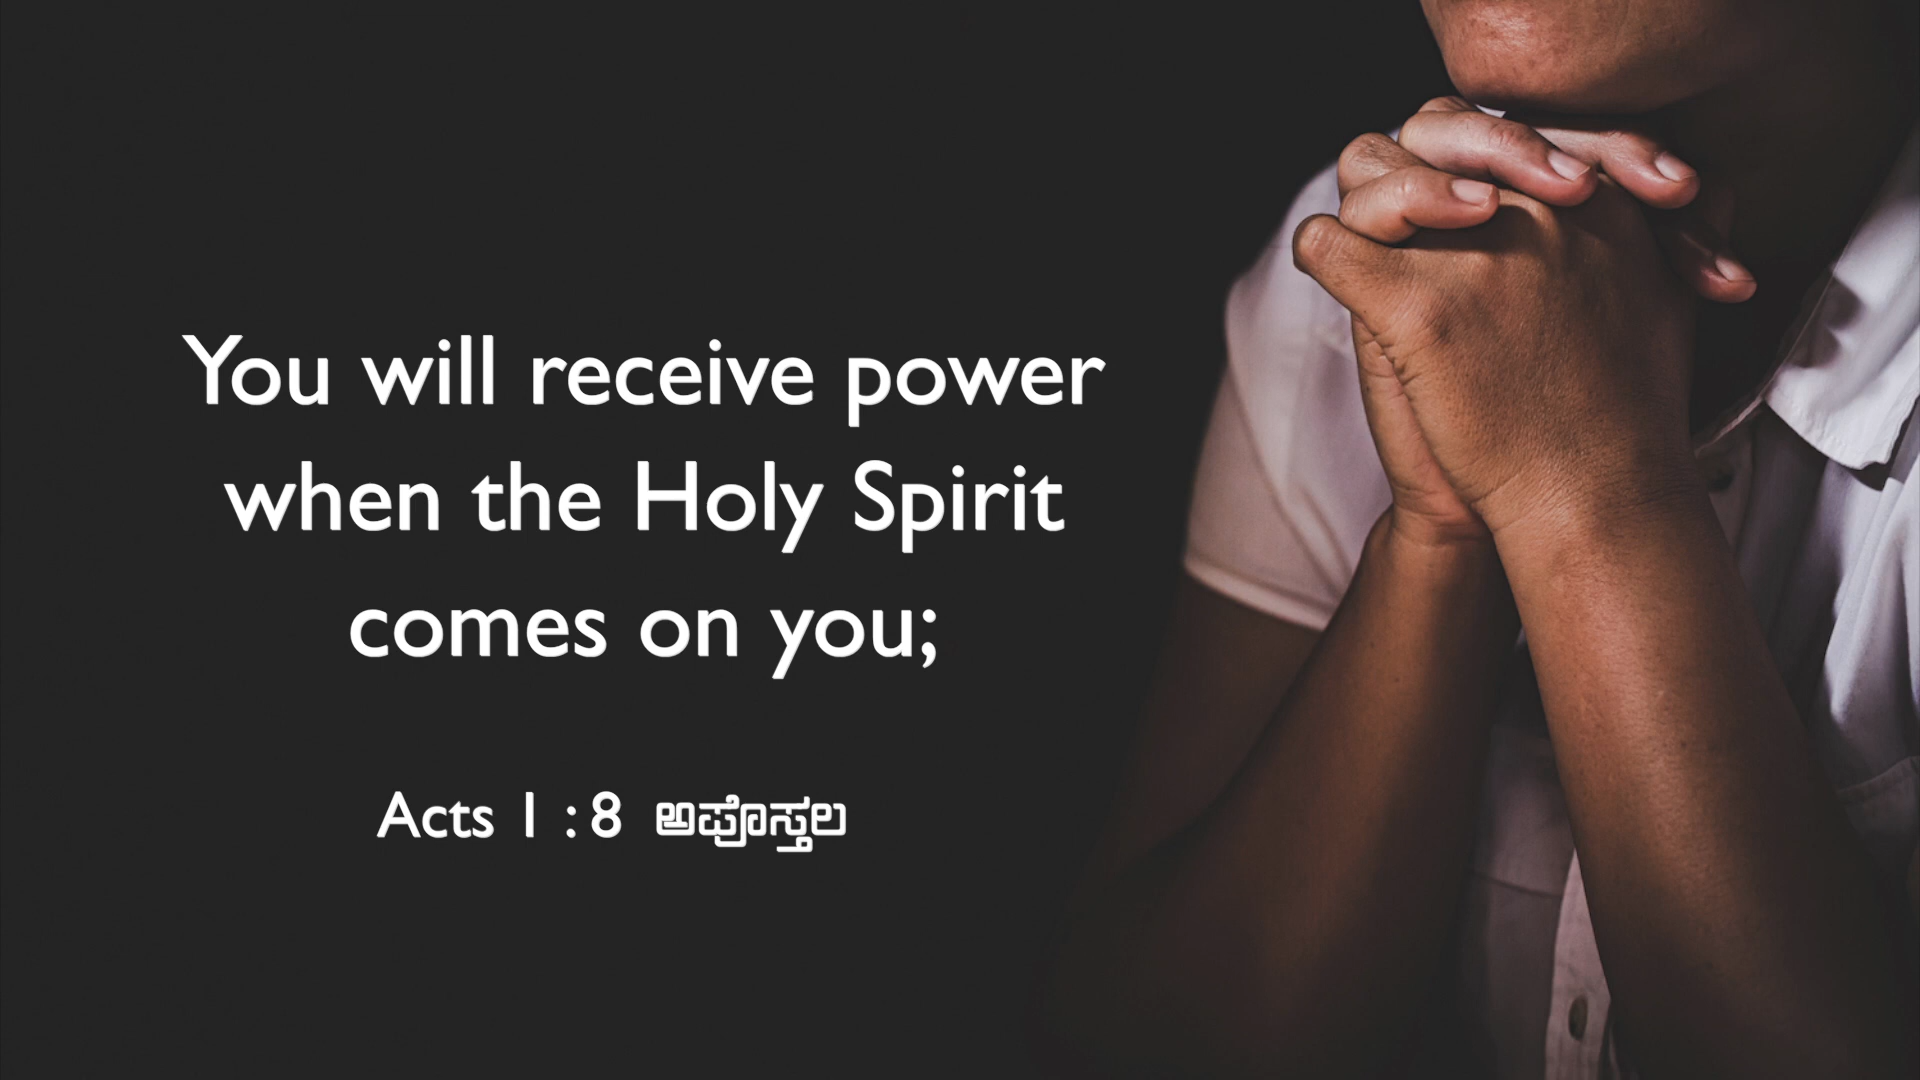 You will receive power
when the Holy Spirit
comes on you;
Acts 1 : 8 ಅಪೊಸ್ತಲ